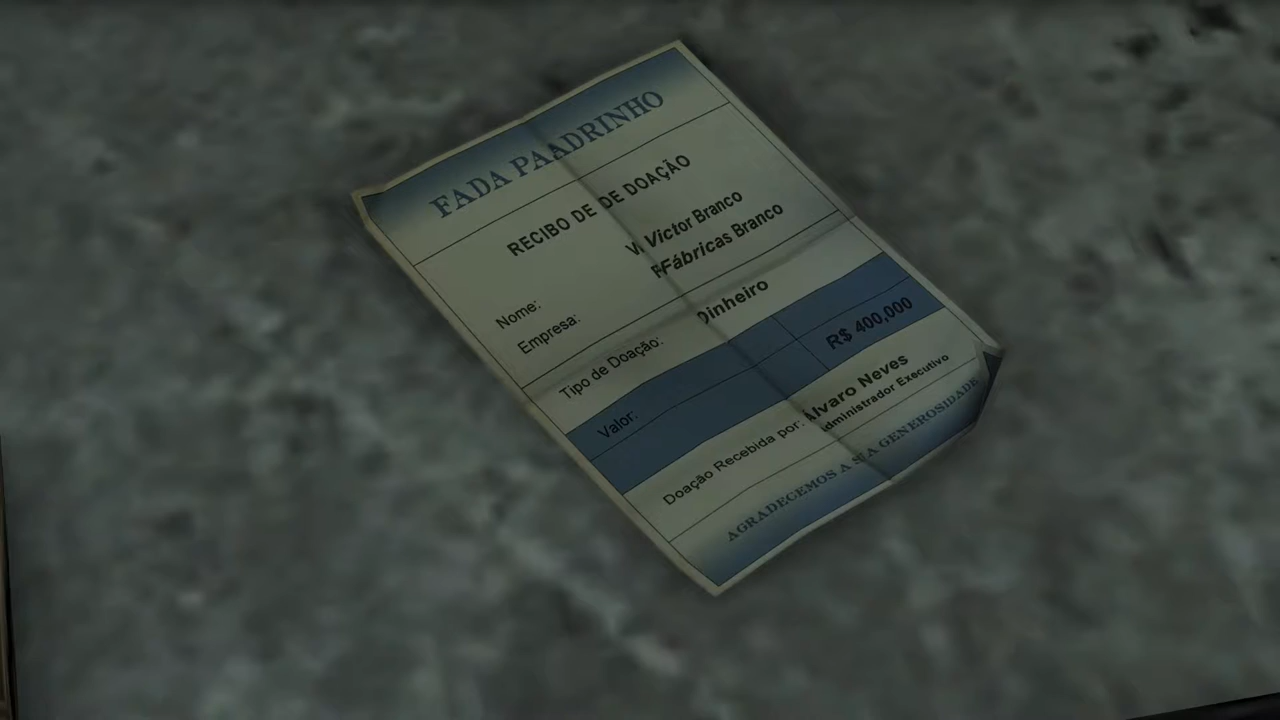 FADA PAADRINHO
RECIBO DE DE DOAÇÃO
Nome: Victor Branco
Empresa: Fábricas Branco
Tipo de Doação: Dinheiro
Valor: R$ 400,000
Doação Recebida por: Álvaro Neves
Administrador Executivo
AGRADECEMOS A SUA GENEROSIDADE